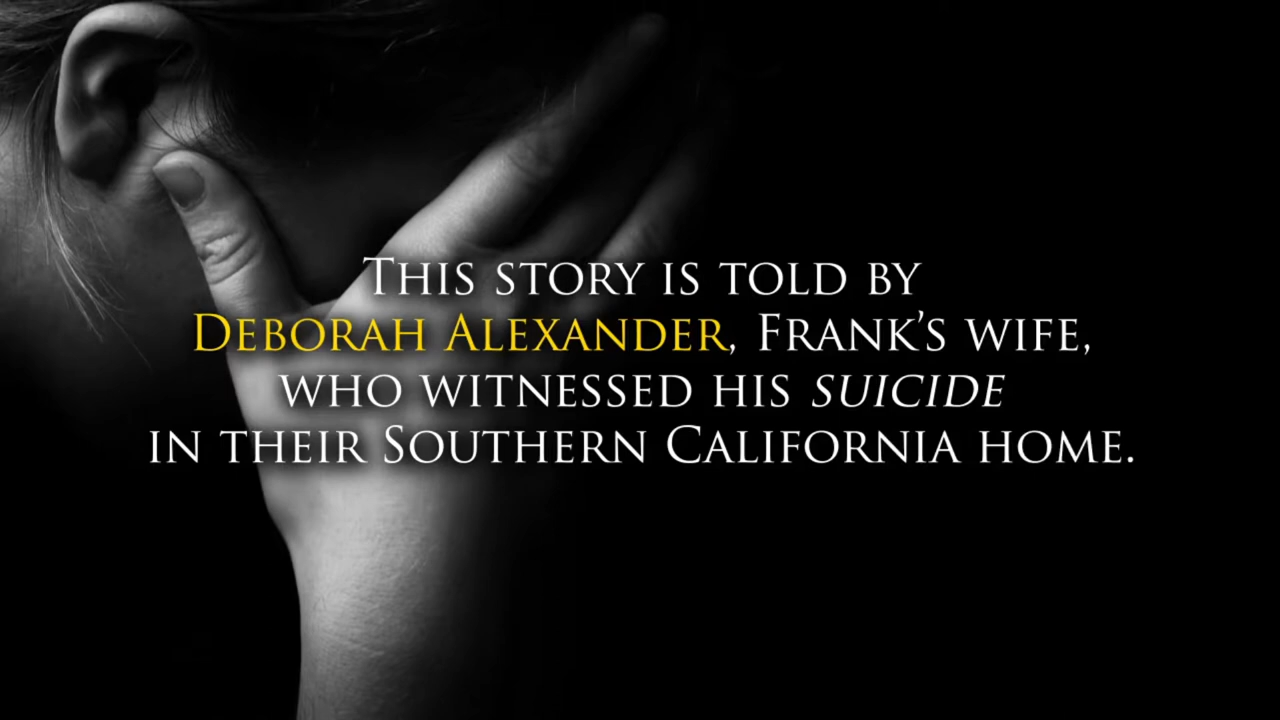 This story is told by
Deborah Alexander, Frank’s wife,
who witnessed his suicide
in their Southern California home.